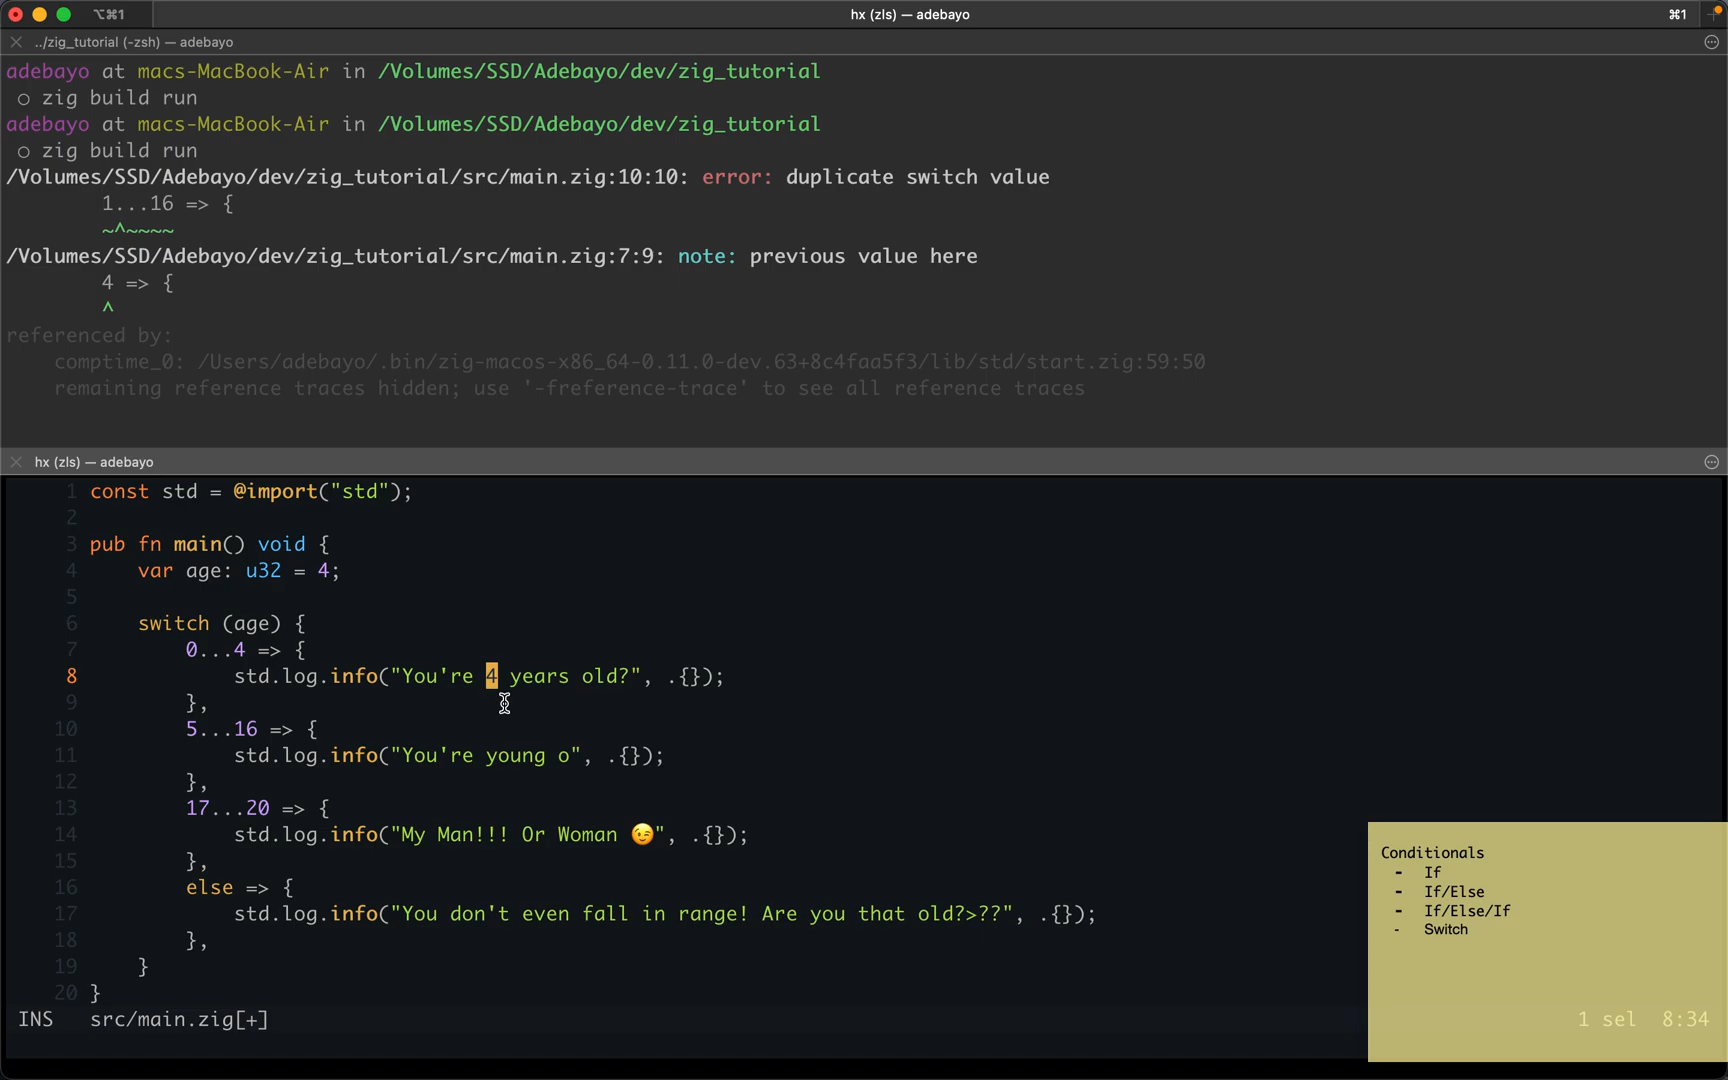 ⌥⌘1
hx (zls) — adebayo
⌘1
../zig_tutorial (-zsh) — adebayo
adebayo at macs-MacBook-Air in /Volumes/SSD/Adebayo/dev/zig_tutorial
○ zig build run
adebayo at macs-MacBook-Air in /Volumes/SSD/Adebayo/dev/zig_tutorial
○ zig build run
/Volumes/SSD/Adebayo/dev/zig_tutorial/src/main.zig:10:10: error: duplicate switch value
        1...16 => {
        ~^~~~~
/Volumes/SSD/Adebayo/dev/zig_tutorial/src/main.zig:7:9: note: previous value here
        4 => {
        ^
referenced by:
    comptime_0: /Users/adebayo/.bin/zig-macos-x86_64-0.11.0-dev.63+8c4faa5f3/lib/std/start.zig:59:50
    remaining reference traces hidden; use '-freference-trace' to see all reference traces
hx (zls) — adebayo
1 const std = @import("std");
2
3 pub fn main() void {
4     var age: u32 = 4;
5
6     switch (age) {
7         0...4 => {
8             std.log.info("You're 4 years old?", .{});
9         },
10         5...16 => {
11             std.log.info("You're young o", .{});
12         },
13         17...20 => {
14             std.log.info("My Man!!! Or Woman 😉", .{});
15         },
16         else => {
17             std.log.info("You don't even fall in range! Are you that old?>??", .{});
18         },
19     }
20 }
INS   src/main.zig[+]
1 sel  8:34
Conditionals
- If
- If/Else
- If/Else/If
- Switch